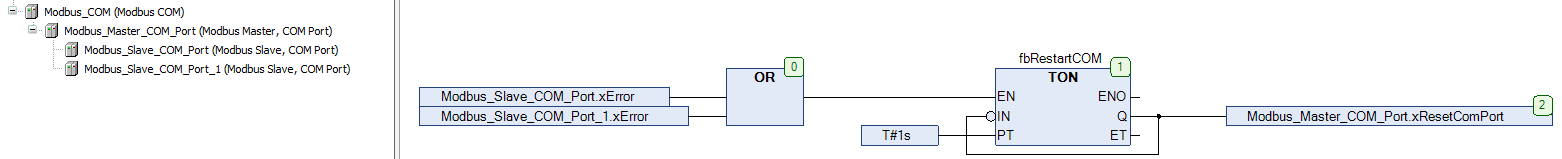 Modbus_COM (Modbus COM)
Modbus_Master_COM_Port (Modbus Master, COM Port)
Modbus_Slave_COM_Port (Modbus Slave, COM Port)
Modbus_Slave_COM_Port_1 (Modbus Slave, COM Port)
Modbus_Slave_COM_Port.xError
Modbus_Slave_COM_Port_1.xError
OR
0
T#1s
fbRestartCOM
TON
1
EN
ENO
IN
Q
PT
ET
Modbus_Master_COM_Port.xResetComPort
2